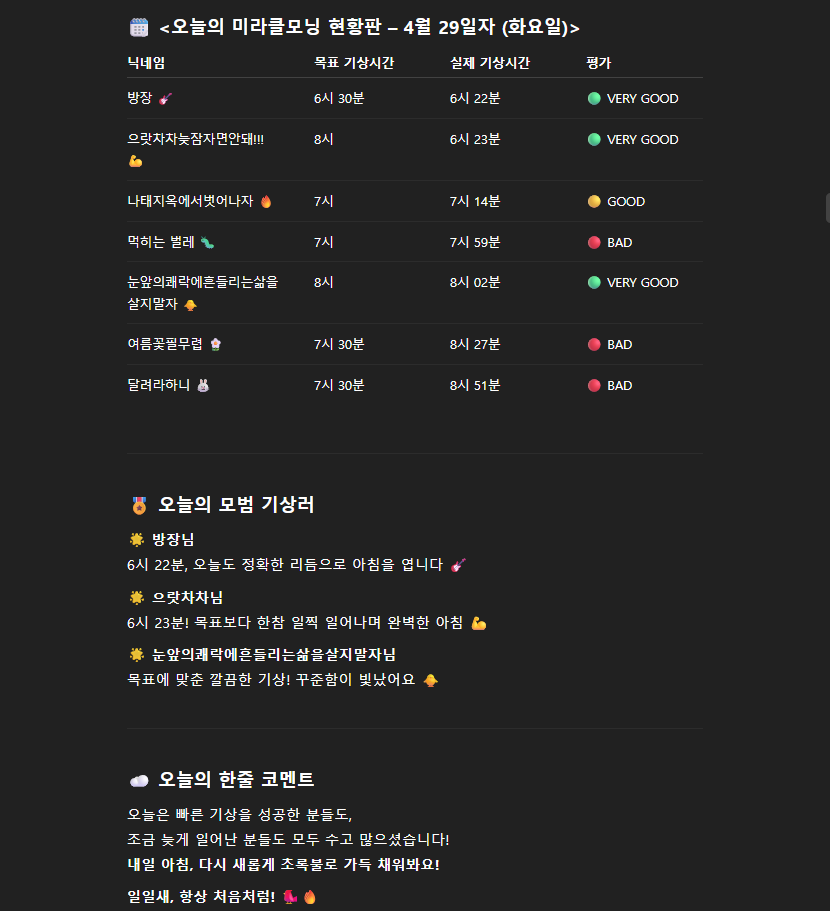 🗓️ <오늘의 미라클모닝 현황판 – 4월 29일자 (화요일)>
닉네임 목표 기상시간 실제 기상시간 평가
방장 🎸 6시 30분 6시 22분 🟢 VERY GOOD
으랏차차늦잠자면안돼!!! 8시 6시 23분 🟢 VERY GOOD
💪
나태지옥에서벗어나자 🔥 7시 7시 14분 🟡 GOOD
먹히는 벌레 🐛 7시 7시 59분 🔴 BAD
눈앞의쾌락에흔들리는삶을 8시 8시 02분 🟢 VERY GOOD
살지말자 🐥
여름꽃필무렵 🌼 7시 30분 8시 27분 🔴 BAD
달려라하니 🐰 7시 30분 8시 51분 🔴 BAD
🏅 오늘의 모범 기상러
🌟 방장님
6시 22분, 오늘도 정확한 리듬으로 아침을 엽니다 🎸
🌟 으랏차차님
6시 23분! 목표보다 한참 일찍 일어나며 완벽한 아침 💪
🌟 눈앞의쾌락에흔들리는삶을살지말자님
목표에 맞춘 깔끔한 기상! 꾸준함이 빛났어요 🐥
☁️ 오늘의 한줄 코멘트
오늘은 빠른 기상을 성공한 분들도,
조금 늦게 일어난 분들도 모두 수고 많으셨습니다!
내일 아침, 다시 새롭게 초록불로 가득 채워봐요!
일일새, 항상 처음처럼! 🐦🔥